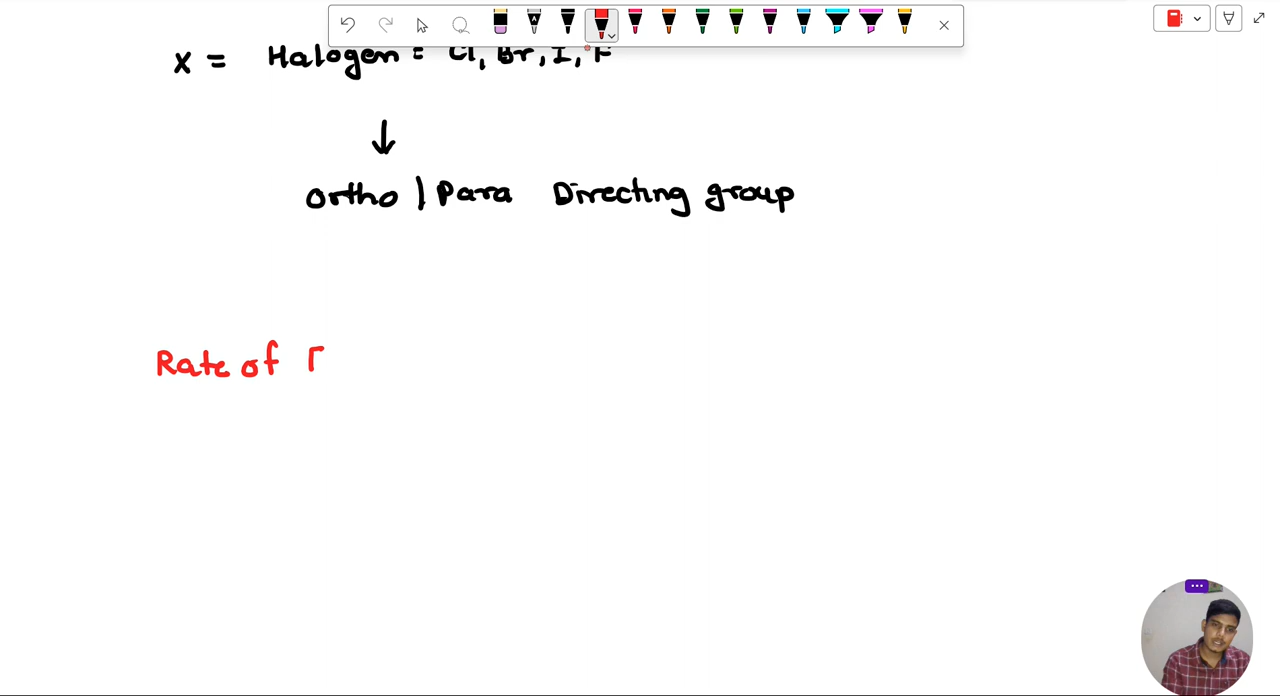 x = Halogen = Cl, Br, I, F
ortho | Para Directing group
Rate of r